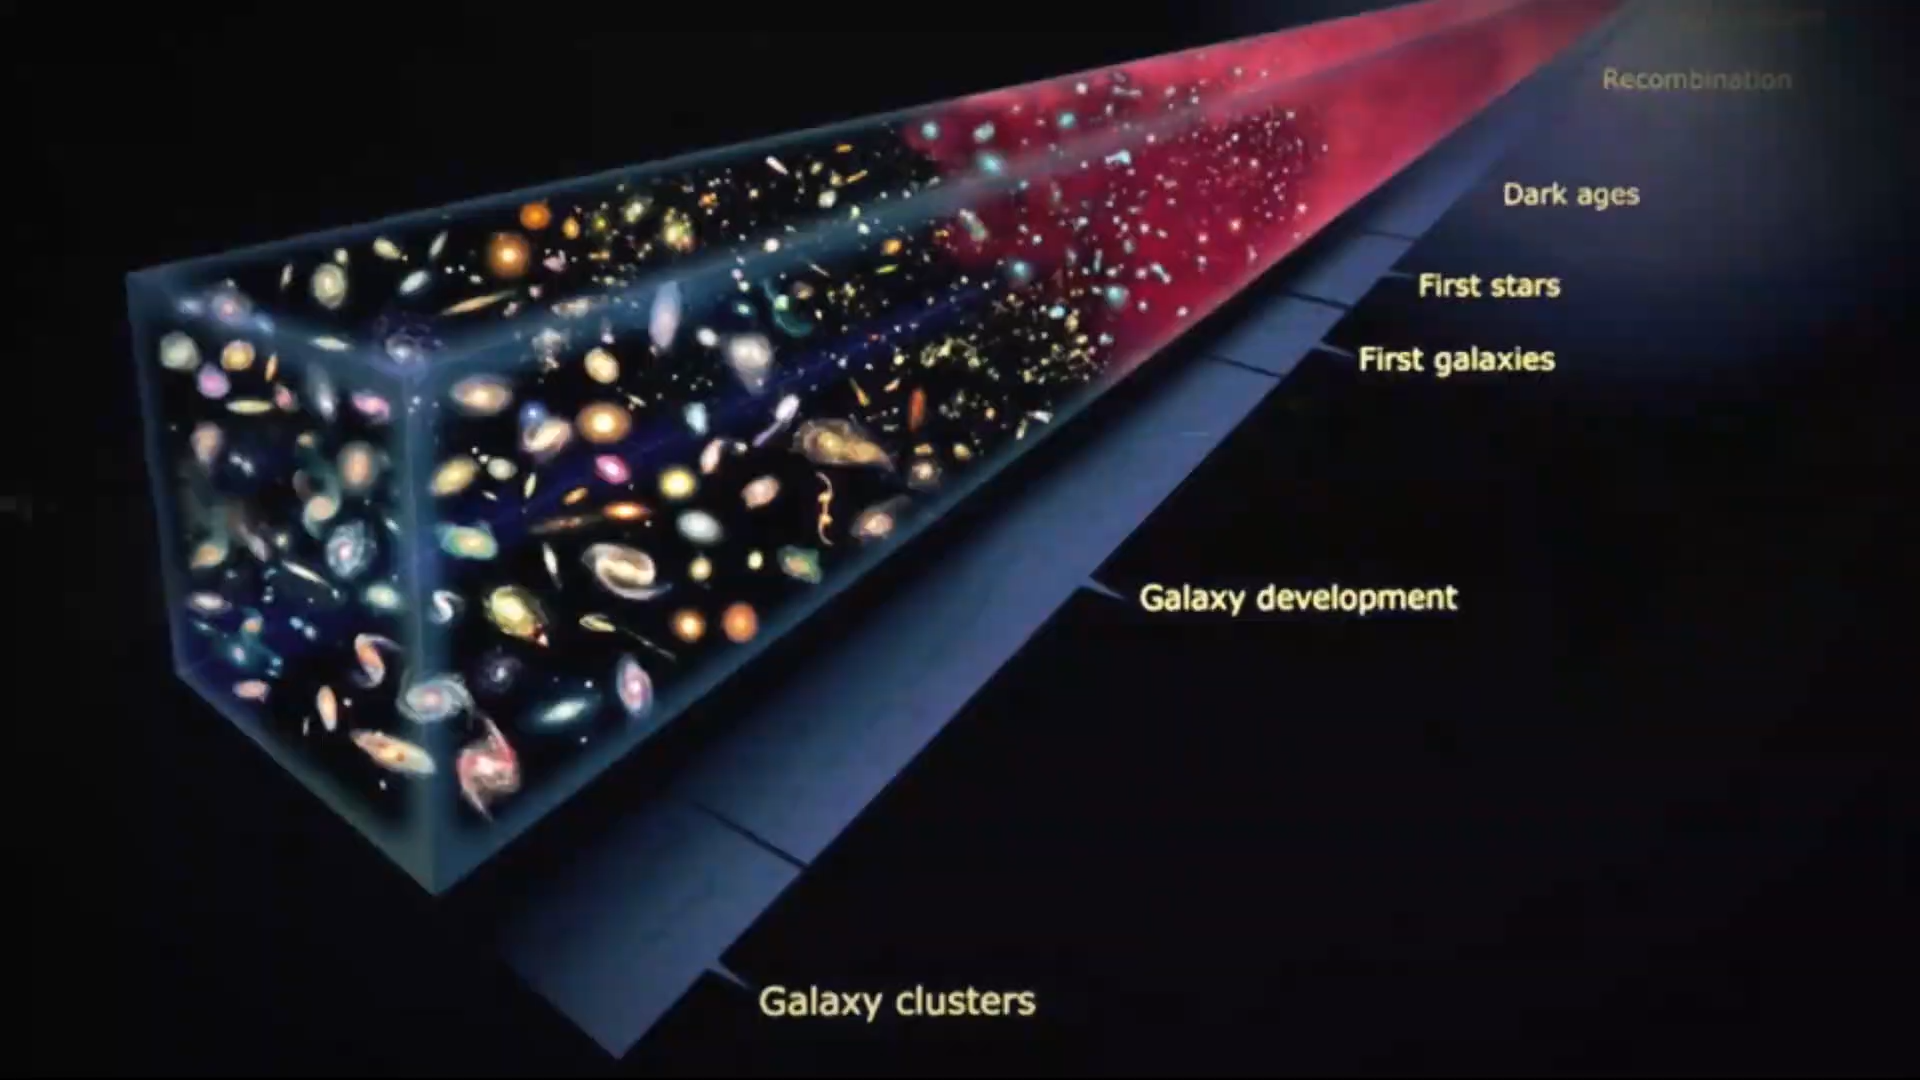 Recombination
Dark ages
First stars
First galaxies
Galaxy development
Galaxy clusters